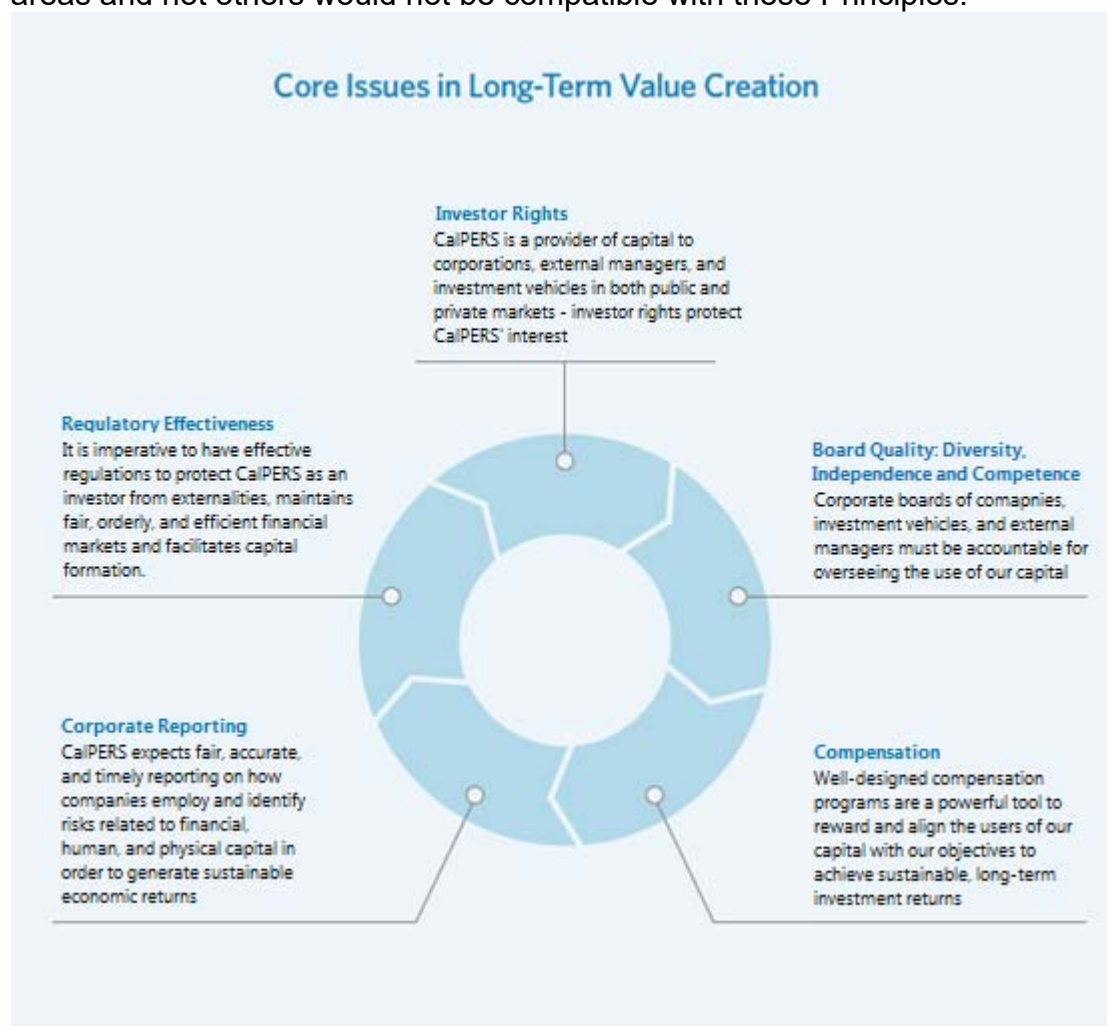 areas and not others would not be compatible with these Principles.
Core Issues in Long-Term Value Creation
Investor Rights
CalPERS is a provider of capital to
corporations, external managers, and
investment vehicles in both public and
private markets - investor rights protect
CalPERS' interest
Regulatory Effectiveness
It is imperative to have effective
regulations to protect CalPERS as an
investor from externalities, maintains
fair, orderly, and efficient financial
markets and facilitates capital
formation.
Board Quality: Diversity,
Independence and Competence
Corporate boards of comapnies,
investment vehicles, and external
managers must be accountable for
overseeing the use of our capital
Corporate Reporting
CalPERS expects fair, accurate,
and timely reporting on how
companies employ and identify
risks related to financial,
human, and physical capital in
order to generate sustainable
economic returns
Compensation
Well-designed compensation
programs are a powerful tool to
reward and align the users of our
capital with our objectives to
achieve sustainable, long-term
investment returns